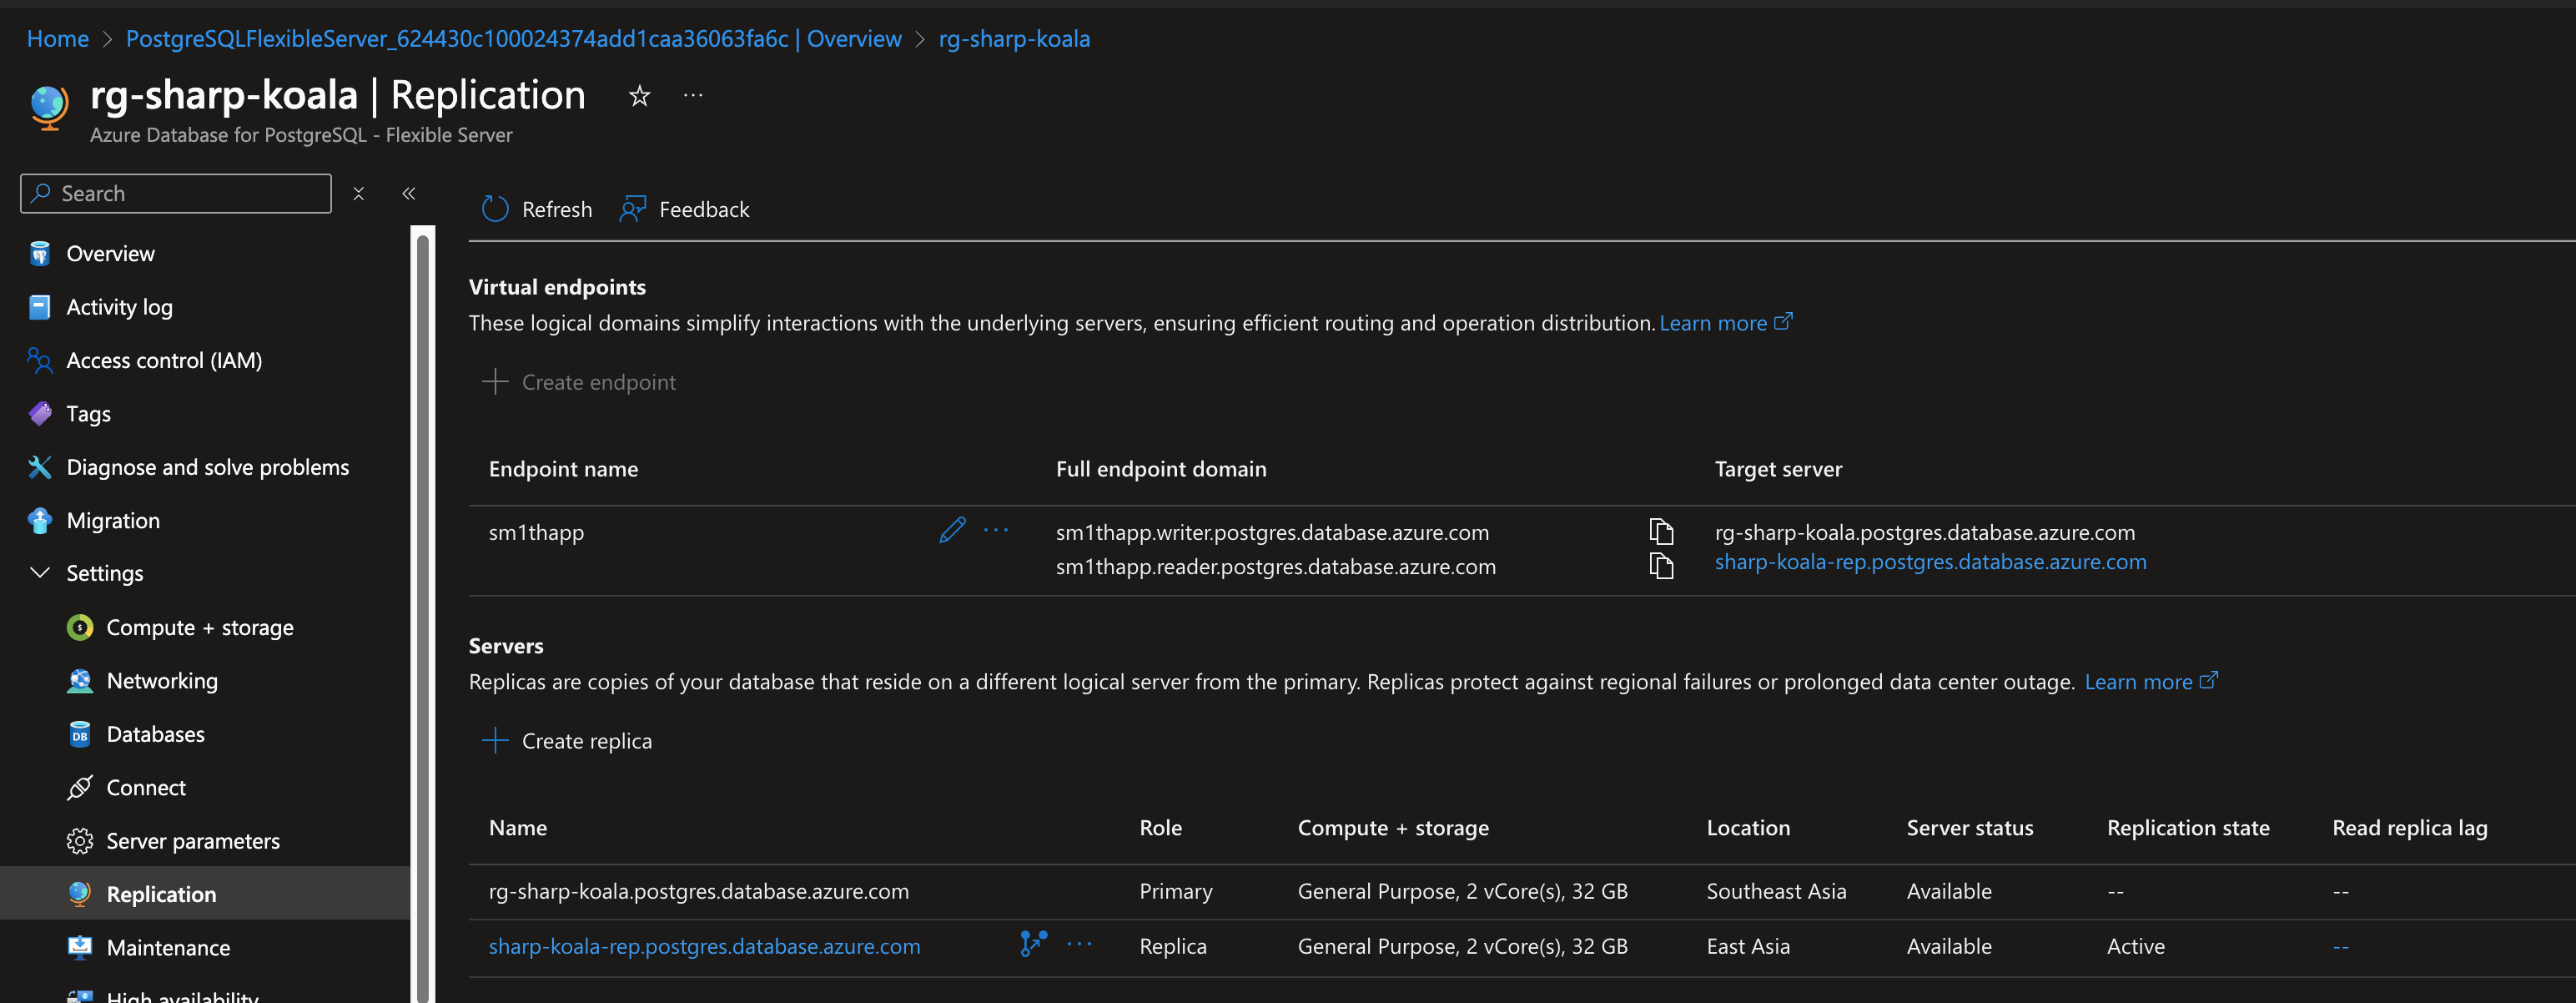 Home > PostgreSQLFlexibleServer_624430c100024374add1caa36063fa6c | Overview > rg-sharp-koala
rg-sharp-koala | Replication
Azure Database for PostgreSQL - Flexible Server
Search
Overview
Activity log
Access control (IAM)
Tags
Diagnose and solve problems
Migration
Settings
Compute + storage
Networking
Databases
Connect
Server parameters
Replication
Maintenance
High availability
Refresh Feedback
Virtual endpoints
These logical domains simplify interactions with the underlying servers, ensuring efficient routing and operation distribution. Learn more
Create endpoint
Endpoint name Full endpoint domain Target server
sm1thapp sm1thapp.writer.postgres.database.azure.com rg-sharp-koala.postgres.database.azure.com
sm1thapp.reader.postgres.database.azure.com sharp-koala-rep.postgres.database.azure.com
Servers
Replicas are copies of your database that reside on a different logical server from the primary. Replicas protect against regional failures or prolonged data center outage. Learn more
Create replica
Name Role Compute + storage Location Server status Replication state Read replica lag
rg-sharp-koala.postgres.database.azure.com Primary General Purpose, 2 vCore(s), 32 GB Southeast Asia Available -- --
sharp-koala-rep.postgres.database.azure.com Replica General Purpose, 2 vCore(s), 32 GB East Asia Available Active --